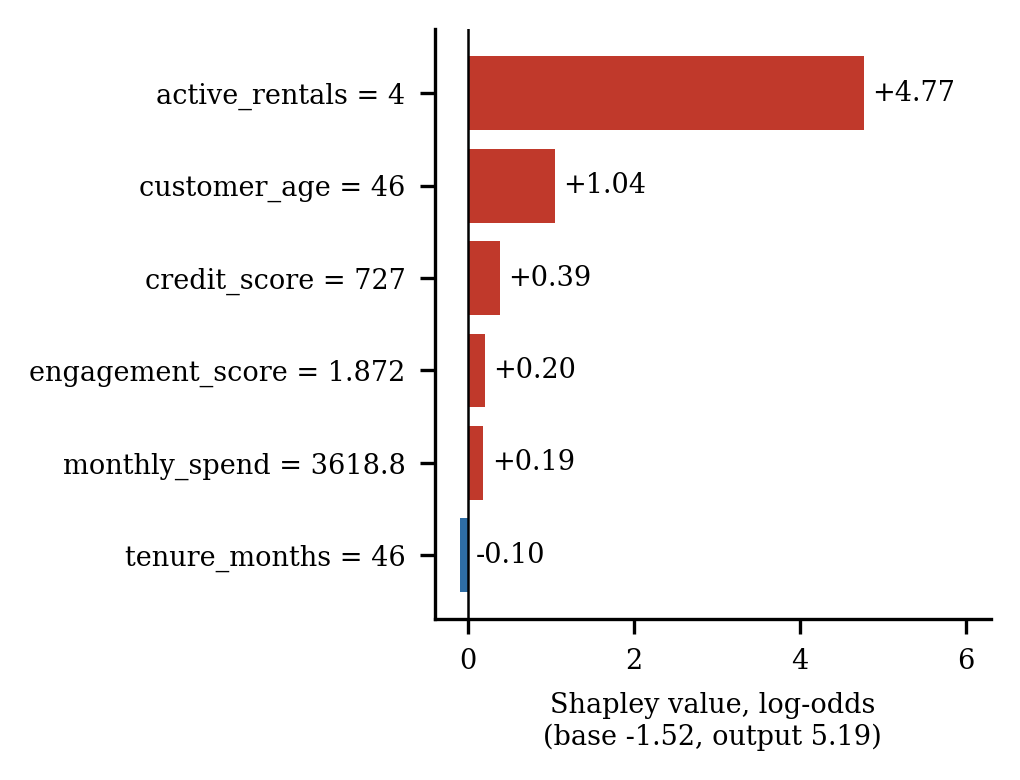 active_rentals = 4
+4.77
customer_age = 46
+1.04
credit_score = 727
+0.39
engagement_score = 1.872
+0.20
monthly_spend = 3618.8
+0.19
tenure_months = 46
-0.10
0 2 4 6
Shapley value, log-odds
(base -1.52, output 5.19)